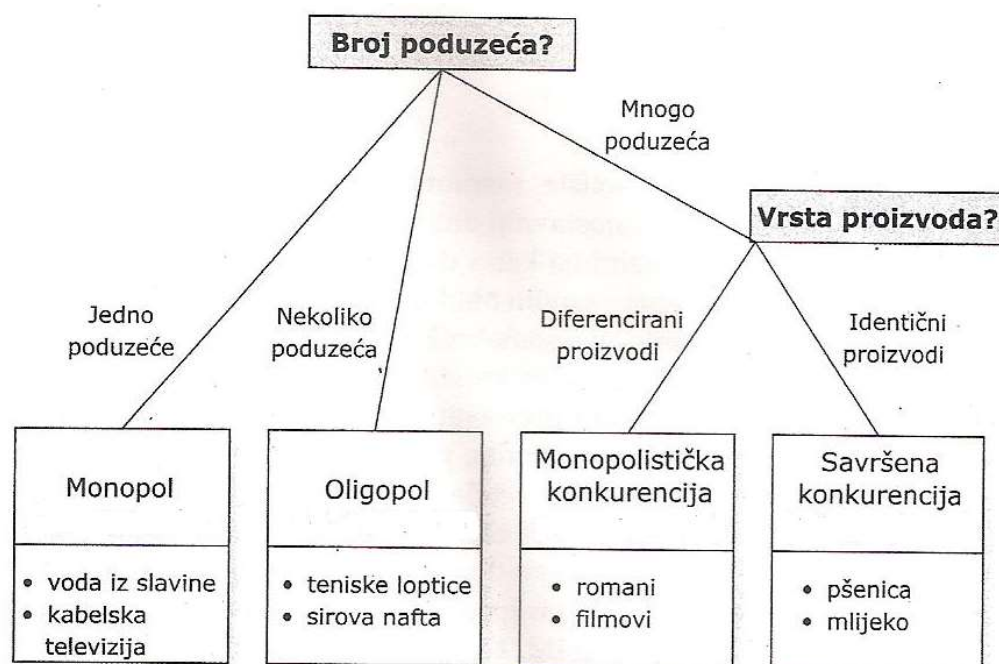 Broj poduzeća?
Mnogo
poduzeća
Vrsta proizvoda?
Jedno
poduzeće
Nekoliko
poduzeća
Diferencirani
proizvodi
Identični
proizvodi
Monopol
Oligopol
Monopolistička
konkurencija
Savršena
konkurencija
• voda iz slavine
• kabelska
televizija
• teniske loptice
• sirova nafta
• romani
• filmovi
• pšenica
• mlijeko